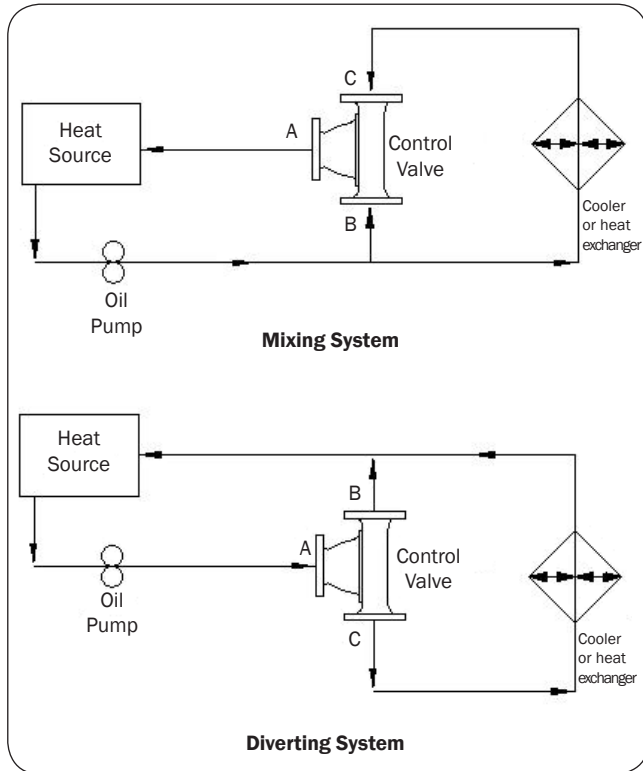 C
Heat
Source
A
Control
Valve
B
Cooler
or heat
exchanger
Oil
Pump
Mixing System
Heat
Source
B
A
Control
Valve
Oil
Pump
C
Cooler
or heat
exchanger
Diverting System